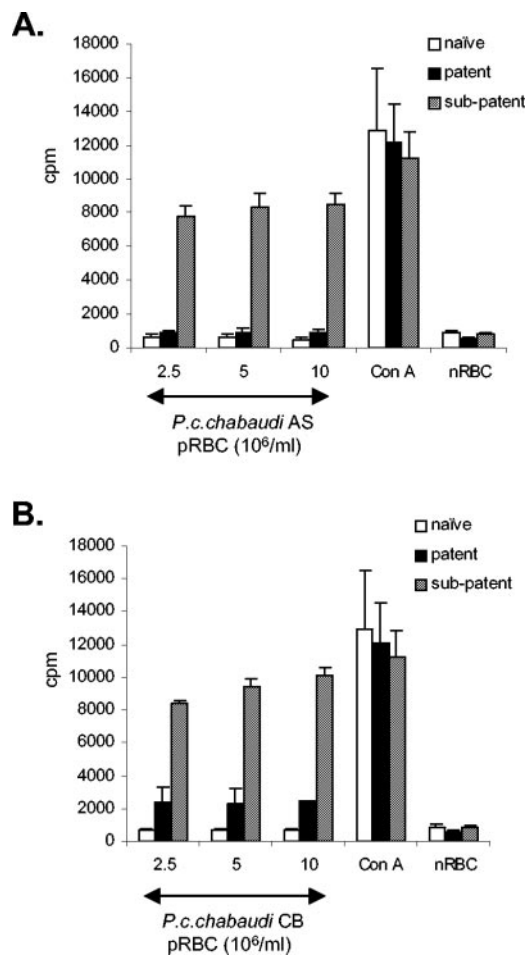 A.
18000
16000
14000
12000
10000
8000
6000
4000
2000
0
cpm
naïve
patent
sub-patent
2.5 5 10 Con A nRBC
P.c.chabaudi AS
pRBC (10⁶/ml)
B.
18000
16000
14000
12000
10000
8000
6000
4000
2000
0
cpm
naïve
patent
sub-patent
2.5 5 10 Con A nRBC
P.c.chabaudi CB
pRBC (10⁶/ml)